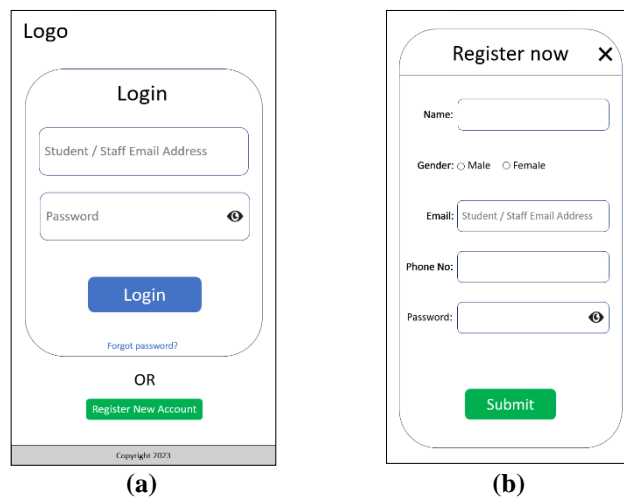 Logo
Login
Student / Staff Email Address
Password
Login
Forgot password?
OR
Register New Account
Copyright 2023
(a)
Register now
Name:
Gender: Male Female
Email: Student / Staff Email Address
Phone No:
Password:
Submit
(b)